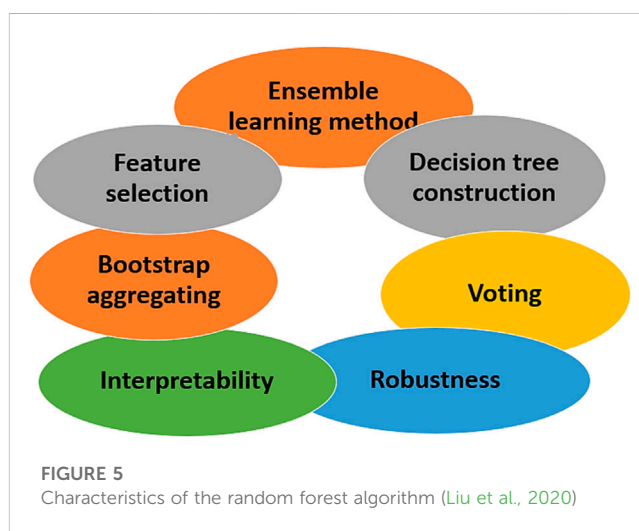 Ensemble
learning method
Feature
selection
Decision tree
construction
Bootstrap
aggregating
Voting
Interpretability
Robustness
FIGURE 5
Characteristics of the random forest algorithm (Liu et al., 2020)